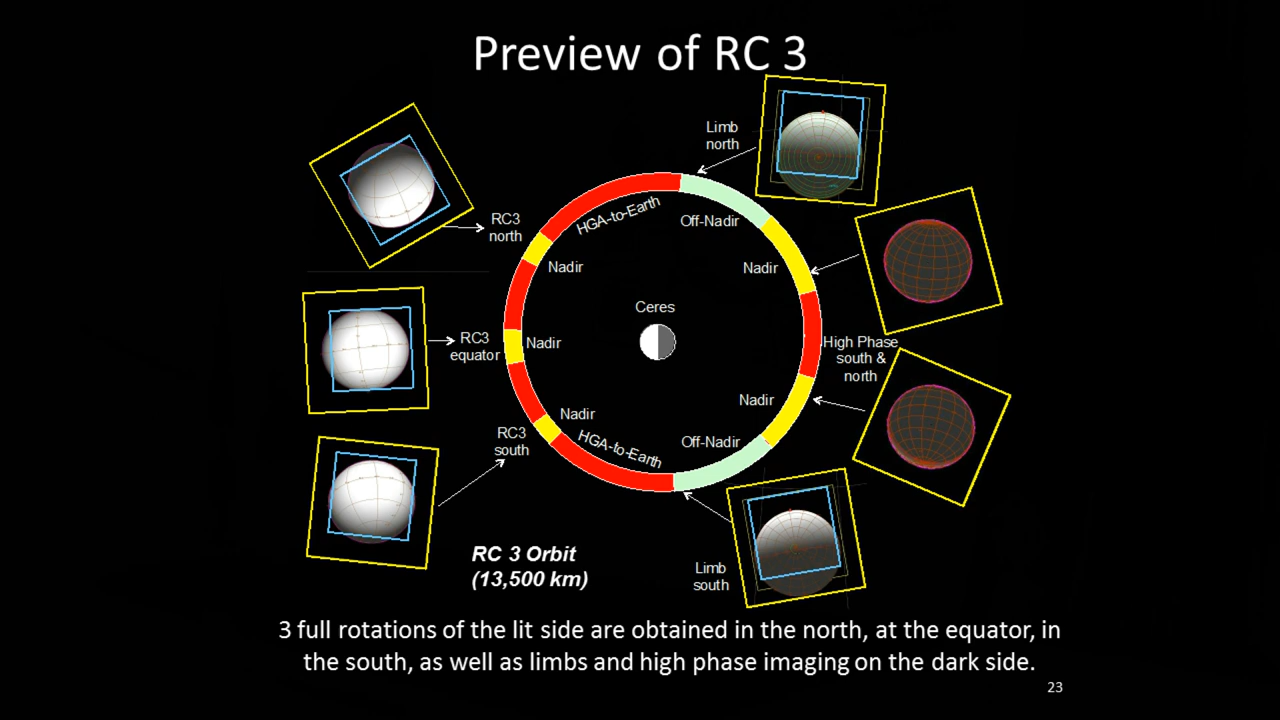 Preview of RC 3
Limb
north
RC3
north
HGA-to-Earth
Off-Nadir
Nadir
Nadir
Ceres
RC3
equator
Nadir
High Phase
south &
north
Nadir
Nadir
RC3
south
HGA-to-Earth
Off-Nadir
RC 3 Orbit
(13,500 km)
Limb
south
3 full rotations of the lit side are obtained in the north, at the equator, in
the south, as well as limbs and high phase imaging on the dark side.
23